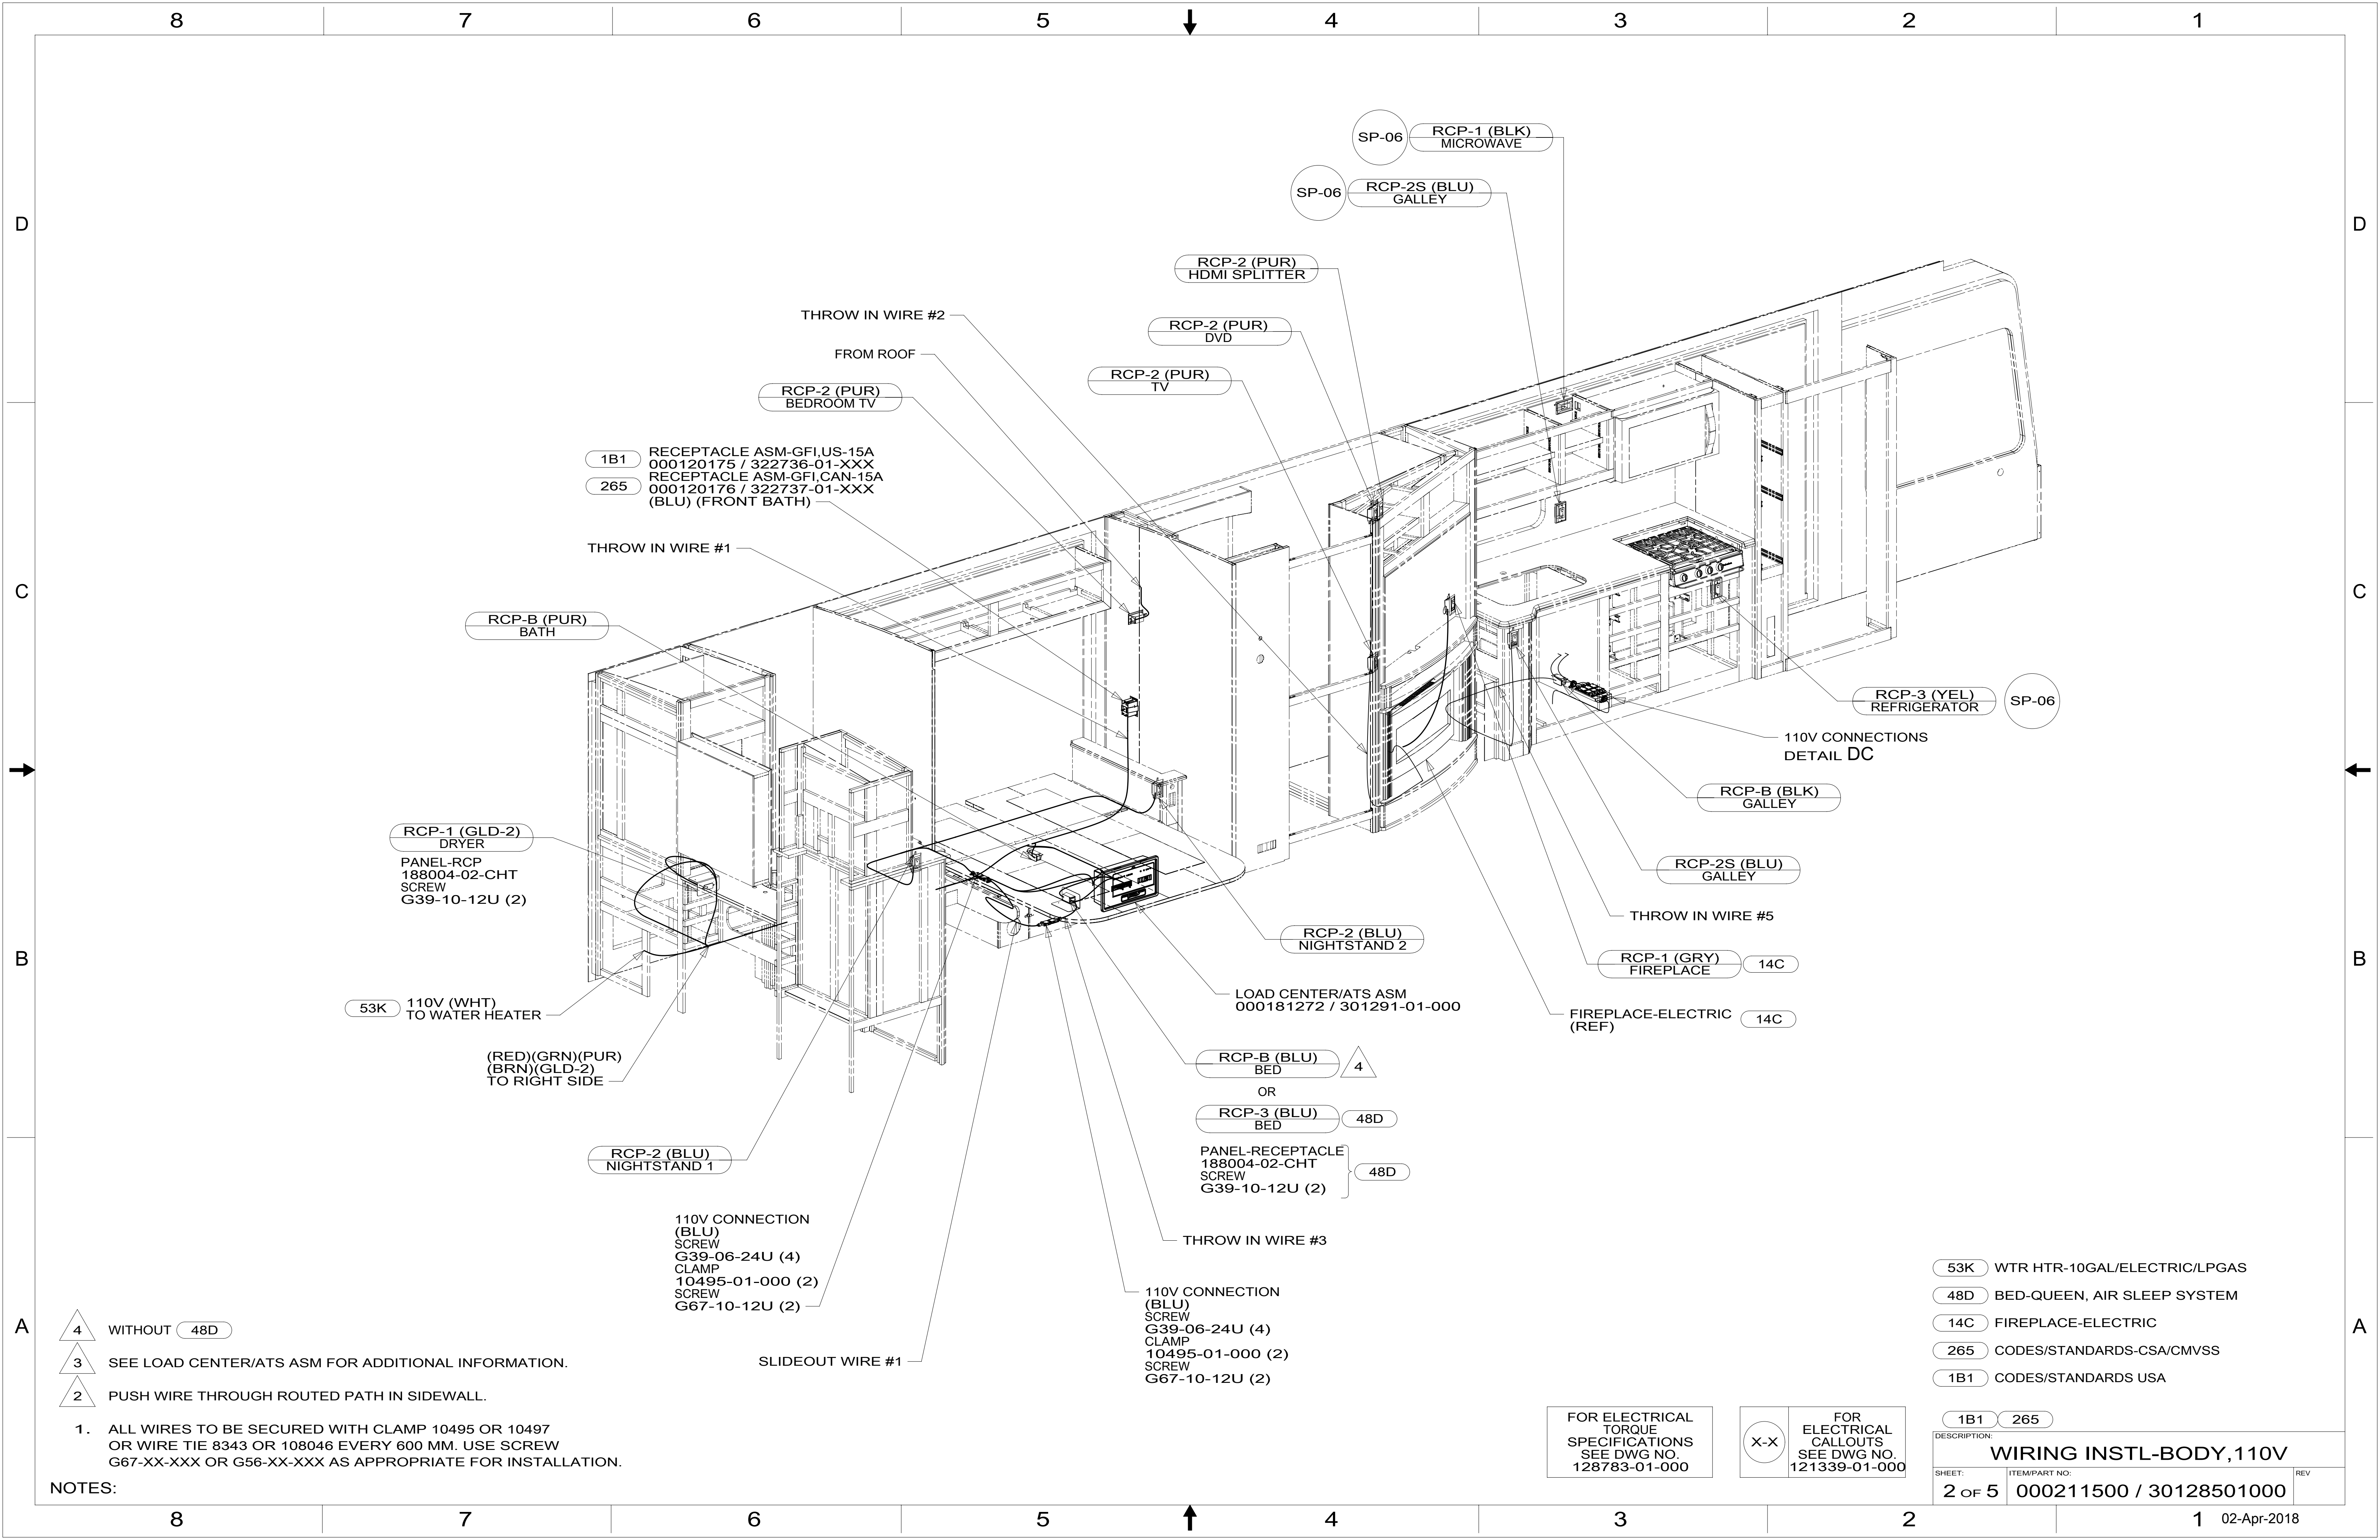 8 7 6 5 4 3 2 1
D
D
C
C
B
B
A
A
SP-06
RCP-1 (BLK)
MICROWAVE
SP-06
RCP-2S (BLU)
GALLEY
RCP-2 (PUR)
HDMI SPLITTER
THROW IN WIRE #2
RCP-2 (PUR)
DVD
FROM ROOF
RCP-2 (PUR)
TV
RCP-2 (PUR)
BEDROOM TV
1B1
RECEPTACLE ASM-GFI,US-15A
000120175 / 322736-01-XXX
265
RECEPTACLE ASM-GFI,CAN-15A
000120176 / 322737-01-XXX
(BLU) (FRONT BATH)
THROW IN WIRE #1
RCP-B (PUR)
BATH
RCP-3 (YEL)
REFRIGERATOR
SP-06
110V CONNECTIONS
DETAIL DC
RCP-B (BLK)
GALLEY
RCP-1 (GLD-2)
DRYER
PANEL-RCP
188004-02-CHT
SCREW
G39-10-12U (2)
RCP-2S (BLU)
GALLEY
THROW IN WIRE #5
RCP-2 (BLU)
NIGHTSTAND 2
RCP-1 (GRY)
FIREPLACE
14C
LOAD CENTER/ATS ASM
000181272 / 301291-01-000
53K
110V (WHT)
TO WATER HEATER
FIREPLACE-ELECTRIC
(REF)
14C
(RED)(GRN)(PUR)
(BRN)(GLD-2)
TO RIGHT SIDE
RCP-B (BLU)
BED
4
OR
RCP-3 (BLU)
BED
48D
RCP-2 (BLU)
NIGHTSTAND 1
PANEL-RECEPTACLE
188004-02-CHT
SCREW
G39-10-12U (2)
48D
110V CONNECTION
(BLU)
SCREW
G39-06-24U (4)
CLAMP
10495-01-000 (2)
SCREW
G67-10-12U (2)
THROW IN WIRE #3
110V CONNECTION
(BLU)
SCREW
G39-06-24U (4)
CLAMP
10495-01-000 (2)
SCREW
G67-10-12U (2)
SLIDEOUT WIRE #1
53K WTR HTR-10GAL/ELECTRIC/LPGAS
48D BED-QUEEN, AIR SLEEP SYSTEM
14C FIREPLACE-ELECTRIC
265 CODES/STANDARDS-CSA/CMVSS
1B1 CODES/STANDARDS USA
4 WITHOUT 48D
3 SEE LOAD CENTER/ATS ASM FOR ADDITIONAL INFORMATION.
2 PUSH WIRE THROUGH ROUTED PATH IN SIDEWALL.
1. ALL WIRES TO BE SECURED WITH CLAMP 10495 OR 10497
OR WIRE TIE 8343 OR 108046 EVERY 600 MM. USE SCREW
G67-XX-XXX OR G56-XX-XXX AS APPROPRIATE FOR INSTALLATION.
NOTES:
FOR ELECTRICAL
TORQUE
SPECIFICATIONS
SEE DWG NO.
128783-01-000
X-X
FOR
ELECTRICAL
CALLOUTS
SEE DWG NO.
121339-01-000
1B1 265
DESCRIPTION:
WIRING INSTL-BODY,110V
SHEET:
2 OF 5
ITEM/PART NO:
000211500 / 30128501000
REV
8 7 6 5 4 3 2 1
02-Apr-2018